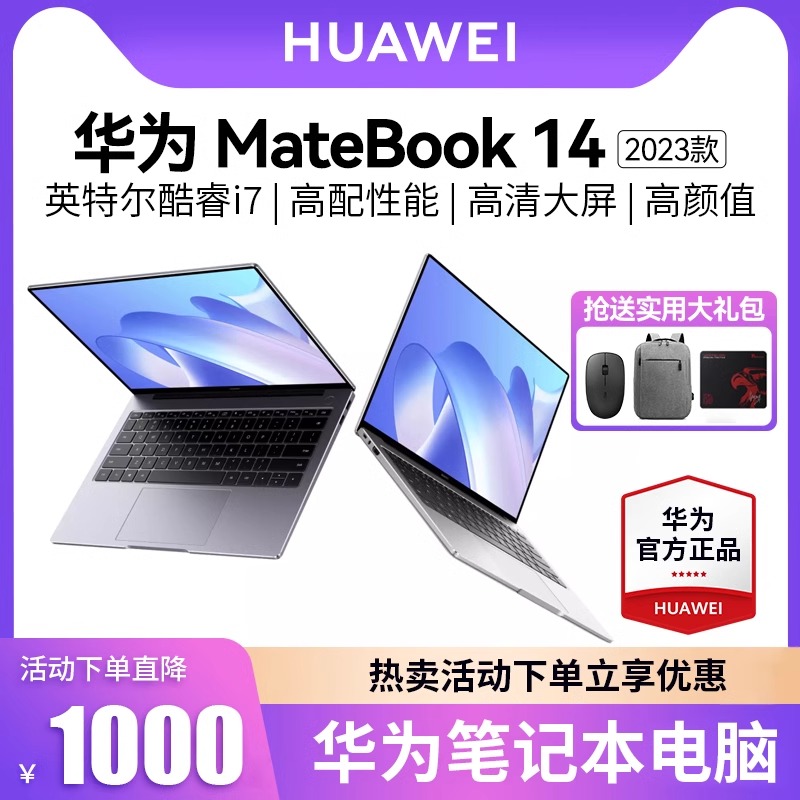 HUAWEI
华为 MateBook 14 2023款
英特尔酷睿i7 | 高配性能 | 高清大屏 | 高颜值
抢送实用大礼包
华为
官方正品
HUAWEI
活动下单直降
¥ 1000
热卖活动下单立享优惠
华为笔记本电脑